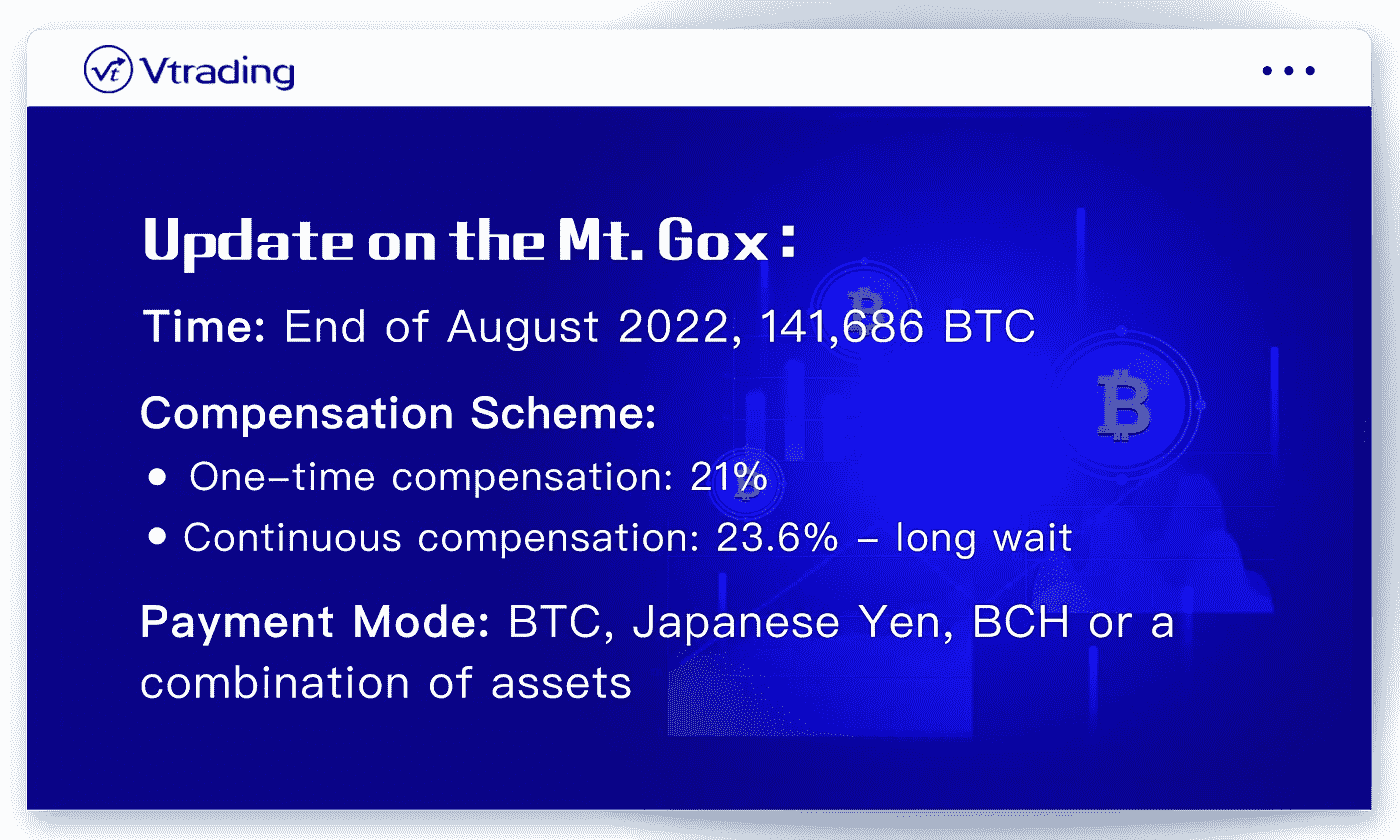 Vt Vtrading
Update on the Mt. Gox:
Time: End of August 2022, 141,686 BTC
Compensation Scheme:
● One-time compensation: 21%
● Continuous compensation: 23.6% - long wait
Payment Mode: BTC, Japanese Yen, BCH or a
combination of assets